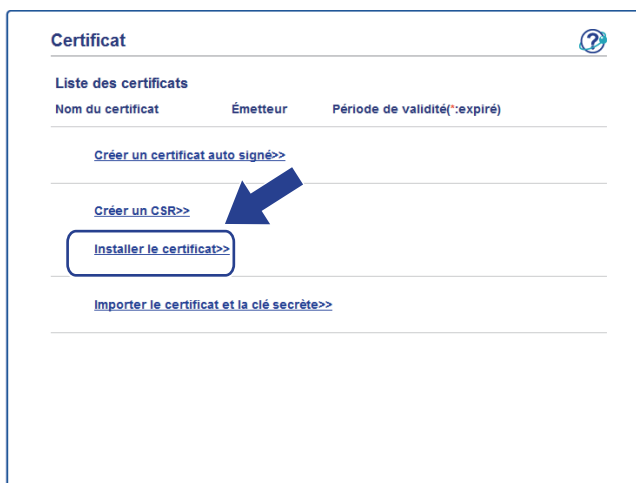 Certificat
?
Liste des certificats
Nom du certificat Émetteur Période de validité(*:expiré)
Créer un certificat auto signé>>
Créer un CSR>>
Installer le certificat>>
Importer le certificat et la clé secrète>>